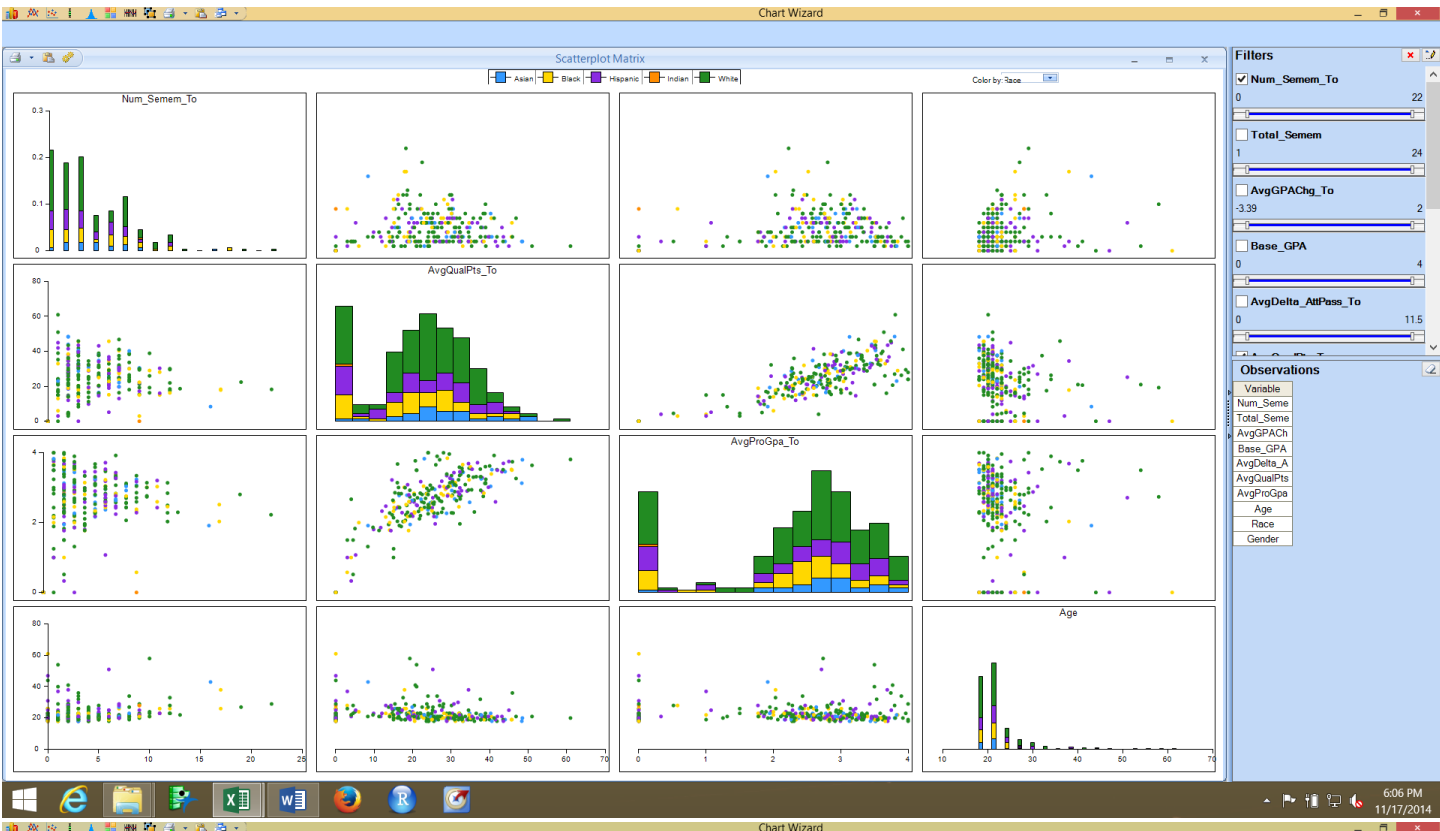 Chart Wizard
Scatterplot Matrix
Asian Black Hispanic Indian White
Color by: Race
Num_Semem_To
0.3
0.2
0.1
0
AvgQualPts_To
80
60
40
20
0
AvgProGpa_To
4
2
0
Age
80
60
40
20
0
0 5 10 15 20 25
0 10 20 30 40 50 60 70
0 1 2 3 4
10 20 30 40 50 60 70
Filters
Num_Semem_To
0 22
Total_Semem
1 24
AvgGPAChg_To
-3.39 2
Base_GPA
0 4
AvgDelta_AttPass_To
0 11.5
Observations
Variable
Num_Seme
Total_Seme
AvgGPACh
Base_GPA
AvgDelta_A
AvgQualPts
AvgProGpa
Age
Race
Gender
6:06 PM
11/17/2014
Chart Wizard